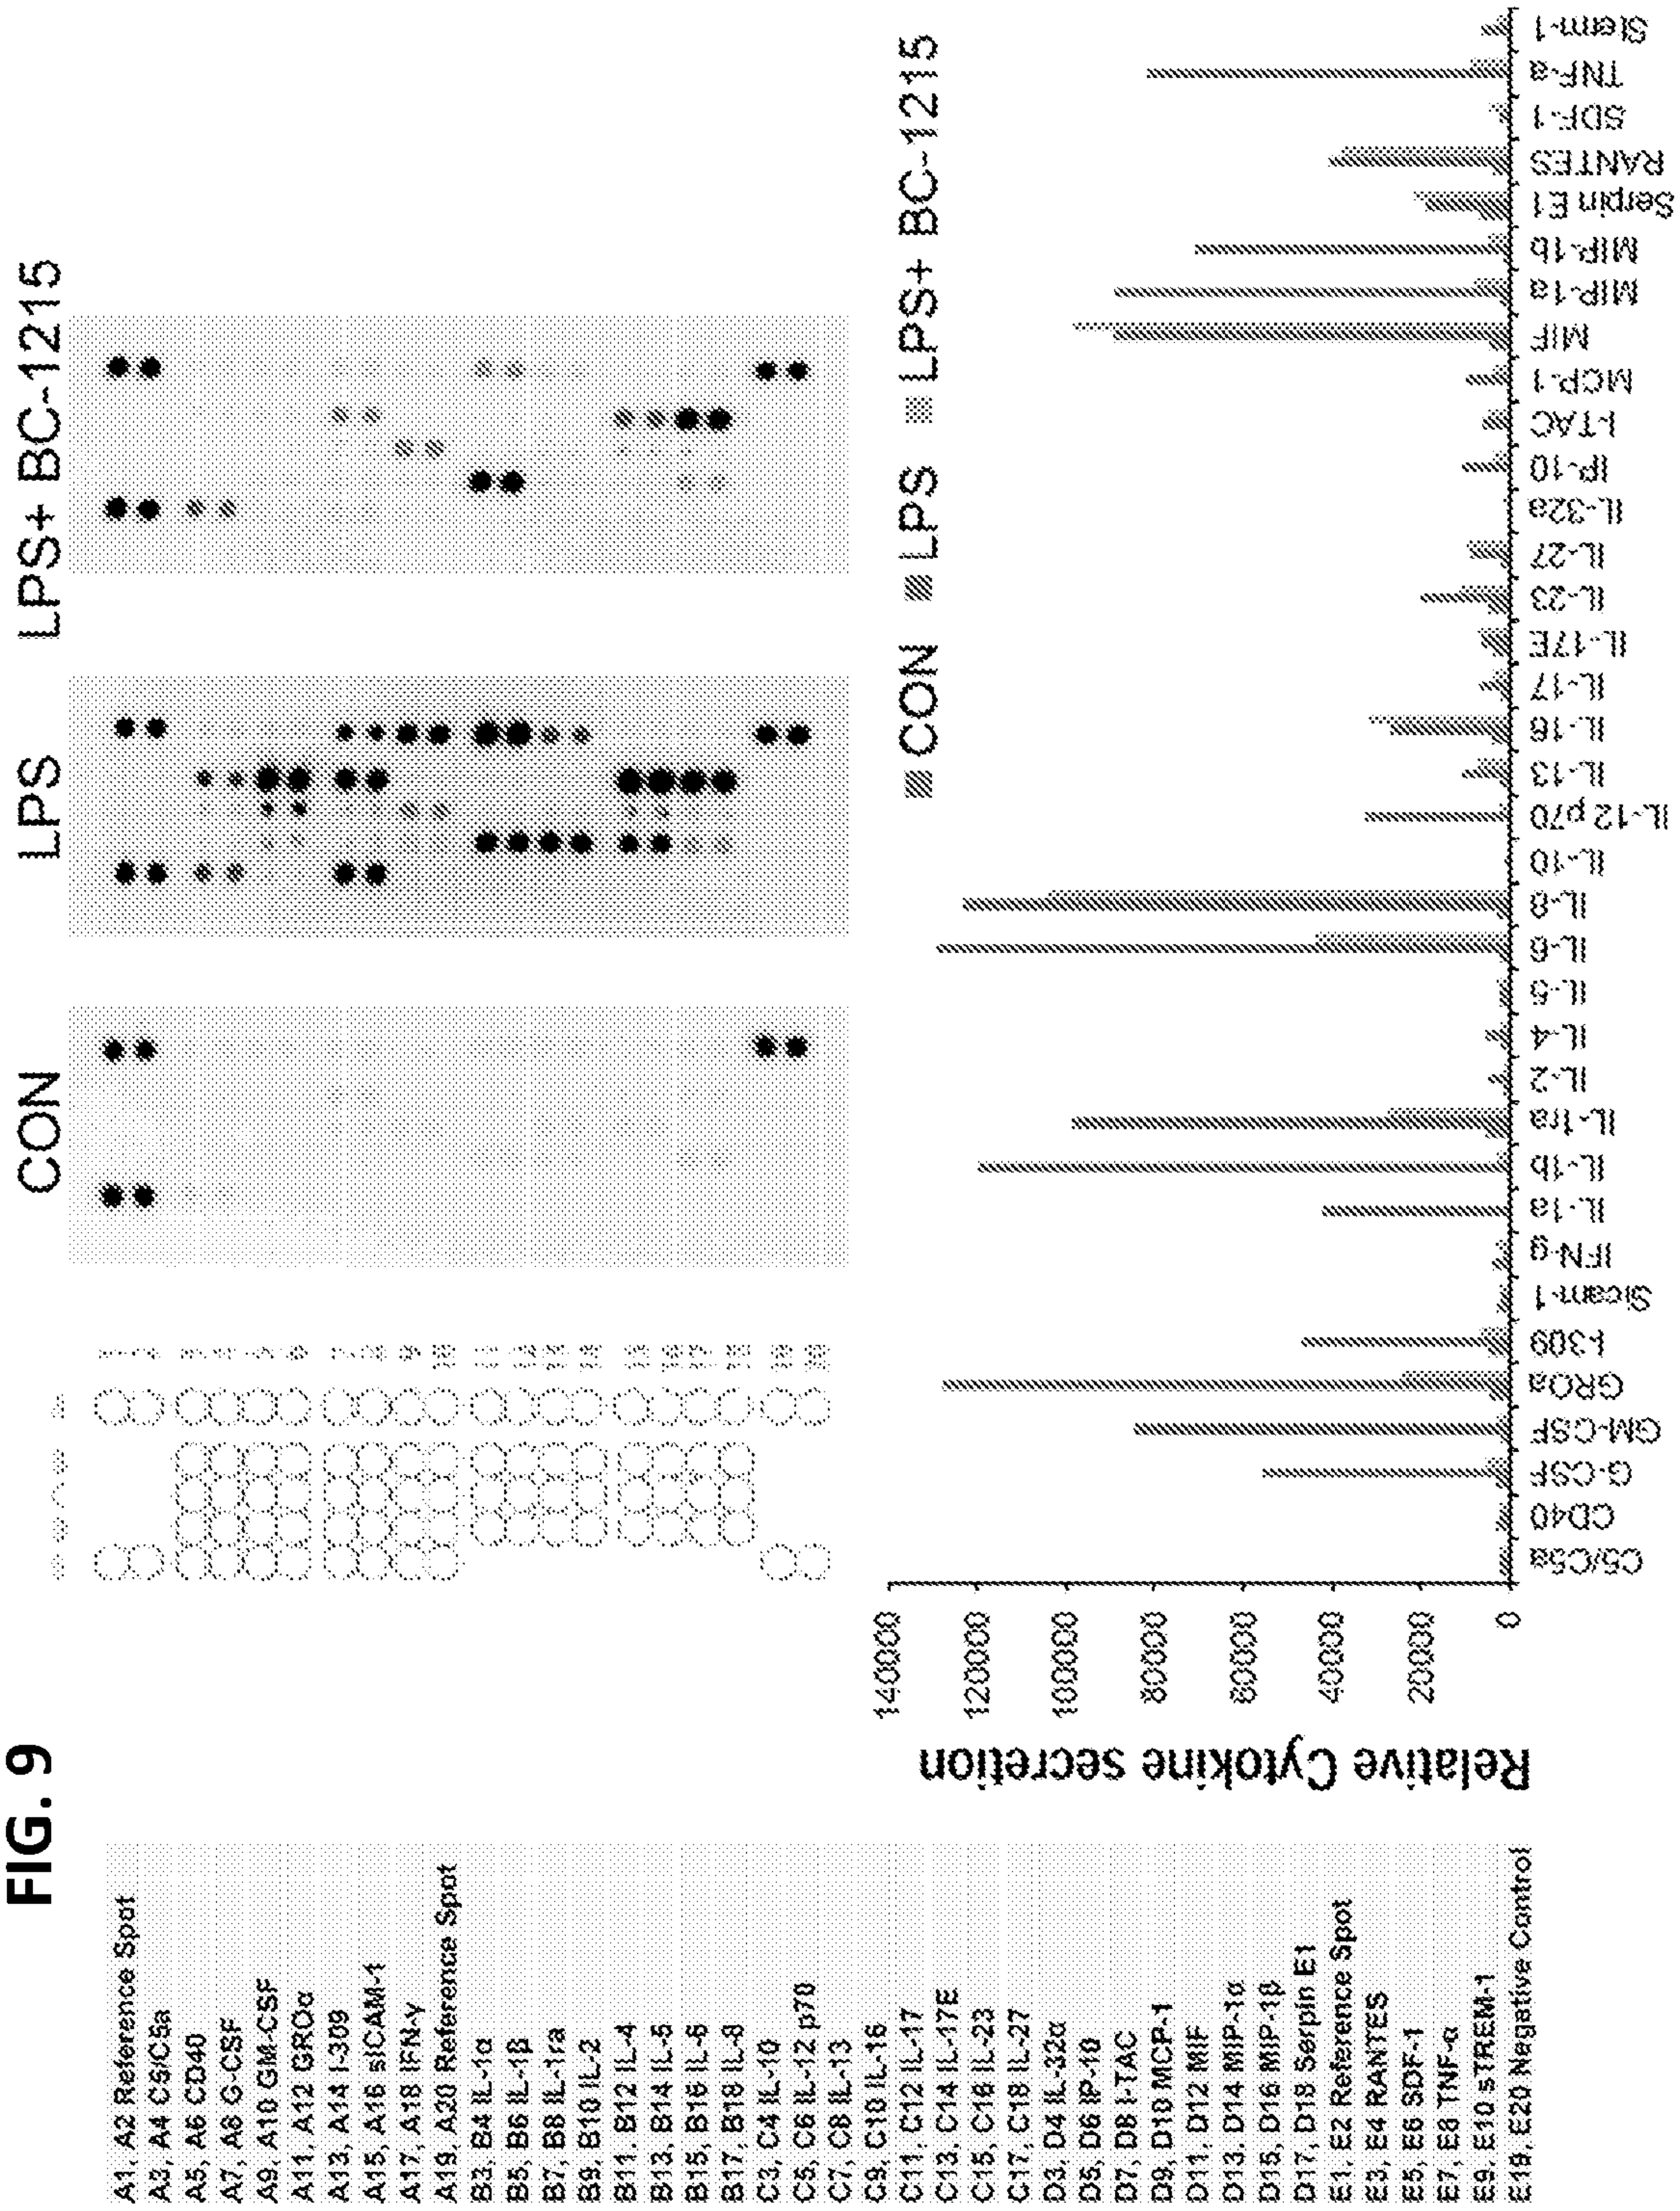 FIG. 9
A1, A2 Reference Spot
A3, A4 C5/C5a
A5, A6 CD40
A7, A8 G-CSF
A9, A10 GM-CSF
A11, A12 GROα
A13, A14 I-309
A15, A16 sICAM-1
A17, A18 IFN-γ
A19, A20 Reference Spot
B3, B4 IL-1α
B5, B6 IL-1β
B7, B8 IL-1ra
B9, B10 IL-2
B11, B12 IL-4
B13, B14 IL-5
B15, B16 IL-6
B17, B18 IL-8
C3, C4 IL-10
C5, C6 IL-12 p70
C7, C8 IL-13
C9, C10 IL-16
C11, C12 IL-17
C13, C14 IL-17E
C15, C16 IL-23
C17, C18 IL-27
D3, D4 IL-32α
D5, D6 IP-10
D7, D8 I-TAC
D9, D10 MCP-1
D11, D12 MIF
D13, D14 MIP-1α
D15, D16 MIP-1β
D17, D18 Serpin E1
E1, E2 Reference Spot
E3, E4 RANTES
E5, E6 SDF-1
E7, E8 TNF-α
E9, E10 sTREM-1
E19, E20 Negative Control
CON
LPS
LPS+ BC-1215
CON LPS LPS+ BC-1215
Relative Cytokine secretion
140000
120000
100000
80000
60000
40000
20000
0
C5/C5a
CD40
G-CSF
GM-CSF
GROa
I-309
Sicam-1
IFN-g
IL-1a
IL-1b
IL-1ra
IL-2
IL-4
IL-5
IL-6
IL-8
IL-10
IL-12 p70
IL-13
IL-16
IL-17
IL-17E
IL-23
IL-27
IL-32a
IP-10
I-TAC
MCP-1
MIF
MIP-1a
MIP-1b
Serpin E1
RANTES
SDF-1
TNF-a